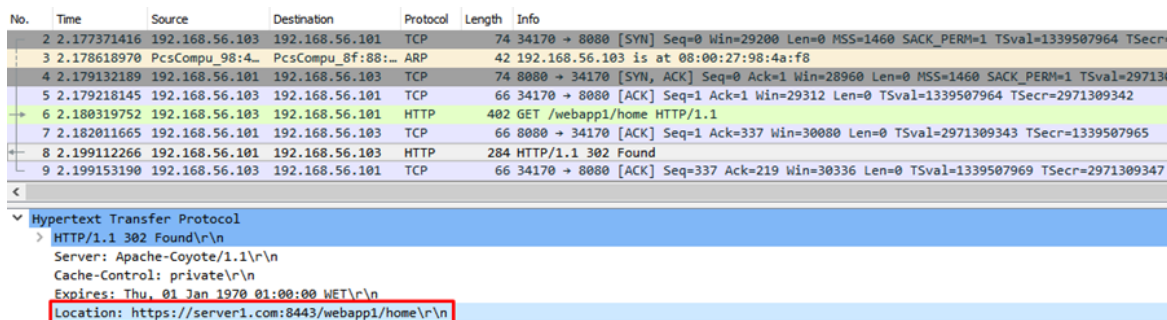 No. Time Source Destination Protocol Length Info
2 2.177371416 192.168.56.103 192.168.56.101 TCP 74 34170 → 8080 [SYN] Seq=0 Win=29200 Len=0 MSS=1460 SACK_PERM=1 TSval=1339507964 TSecr
3 2.178618970 PcsCompu_98:4… PcsCompu_8f:88:… ARP 42 192.168.56.103 is at 08:00:27:98:4a:f8
4 2.179132189 192.168.56.101 192.168.56.103 TCP 74 8080 → 34170 [SYN, ACK] Seq=0 Ack=1 Win=28960 Len=0 MSS=1460 SACK_PERM=1 TSval=29713
5 2.179218145 192.168.56.103 192.168.56.101 TCP 66 34170 → 8080 [ACK] Seq=1 Ack=1 Win=29312 Len=0 TSval=1339507964 TSecr=2971309342
6 2.180319752 192.168.56.103 192.168.56.101 HTTP 402 GET /webapp1/home HTTP/1.1
7 2.182011665 192.168.56.101 192.168.56.103 TCP 66 8080 → 34170 [ACK] Seq=1 Ack=337 Win=30080 Len=0 TSval=2971309343 TSecr=1339507965
8 2.199112266 192.168.56.101 192.168.56.103 HTTP 284 HTTP/1.1 302 Found
9 2.199153190 192.168.56.103 192.168.56.101 TCP 66 34170 → 8080 [ACK] Seq=337 Ack=219 Win=30336 Len=0 TSval=1339507969 TSecr=2971309347
Hypertext Transfer Protocol
HTTP/1.1 302 Found\r\n
Server: Apache-Coyote/1.1\r\n
Cache-Control: private\r\n
Expires: Thu, 01 Jan 1970 01:00:00 WET\r\n
Location: https://server1.com:8443/webapp1/home\r\n